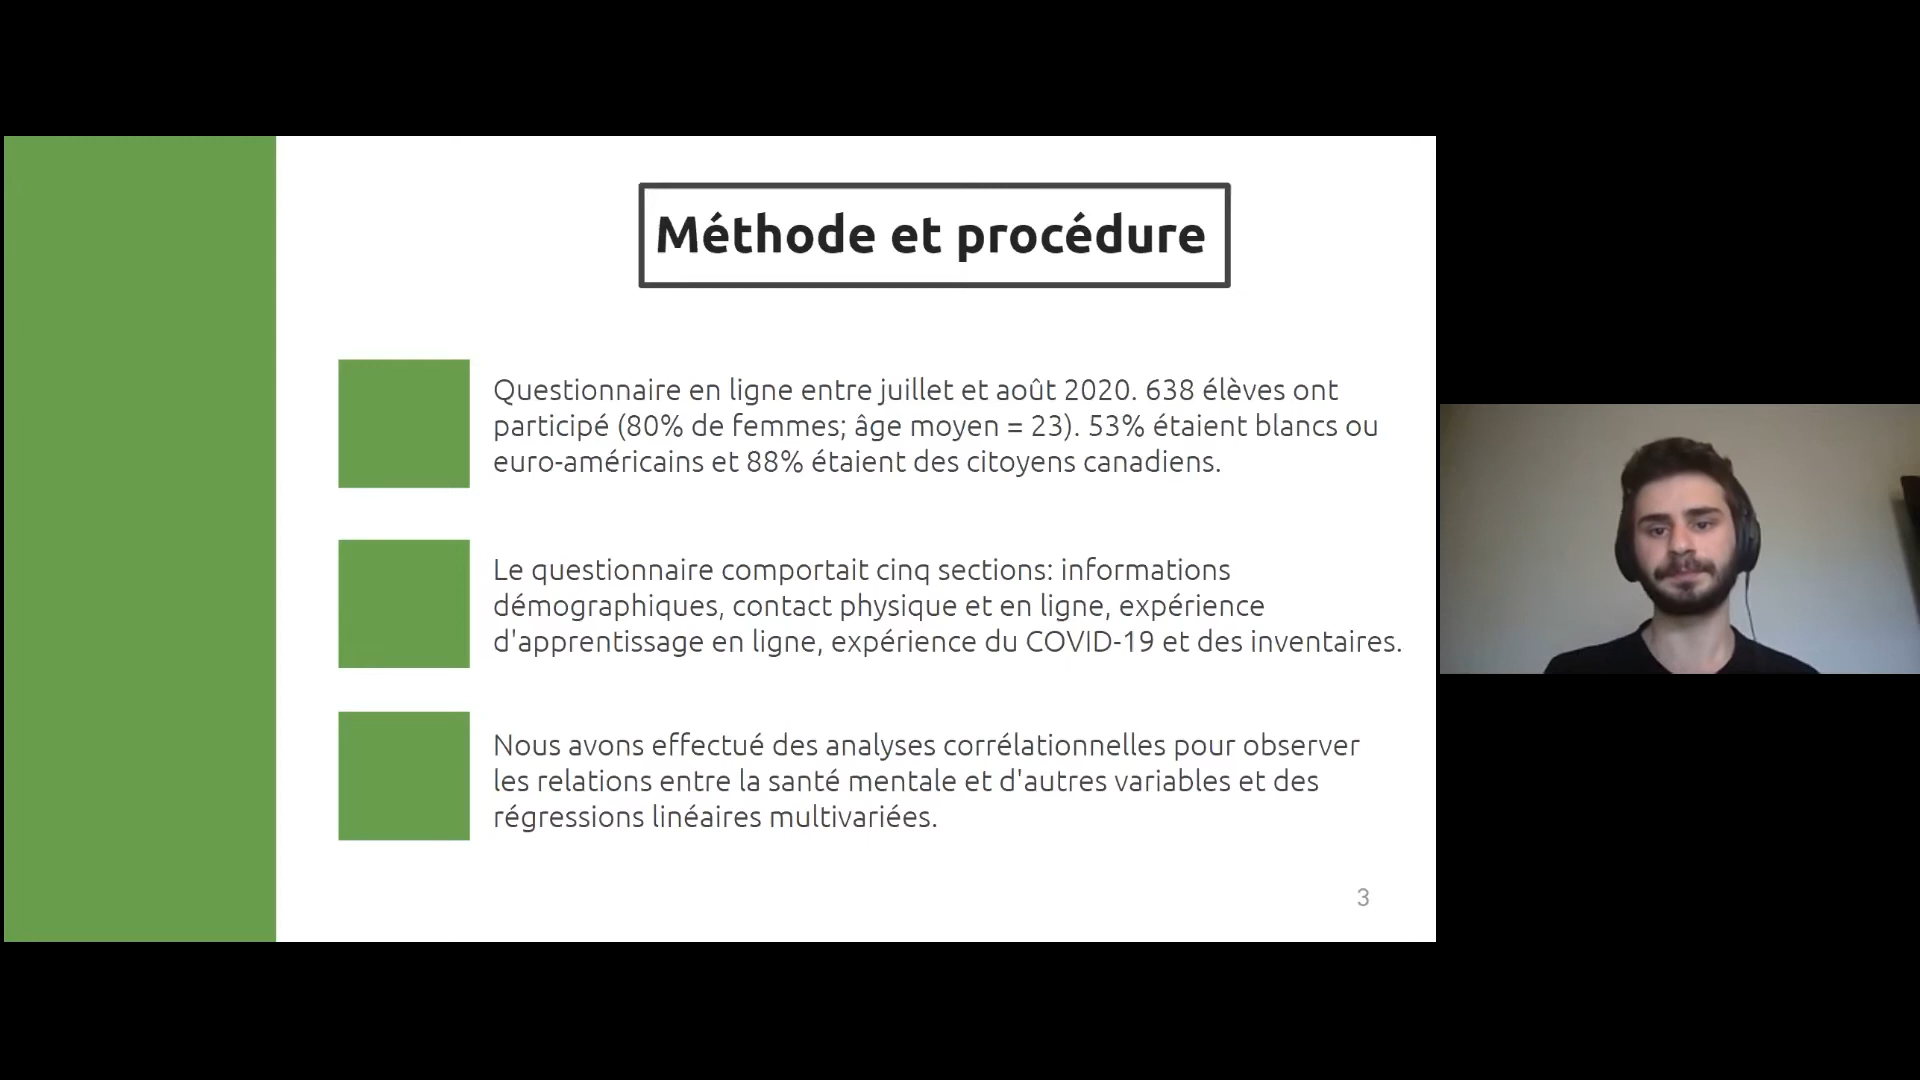 Méthode et procédure
Questionnaire en ligne entre juillet et août 2020. 638 élèves ont
participé (80% de femmes; âge moyen = 23). 53% étaient blancs ou
euro-américains et 88% étaient des citoyens canadiens.
Le questionnaire comportait cinq sections: informations
démographiques, contact physique et en ligne, expérience
d'apprentissage en ligne, expérience du COVID-19 et des inventaires.
Nous avons effectué des analyses corrélationnelles pour observer
les relations entre la santé mentale et d'autres variables et des
régressions linéaires multivariées.
3